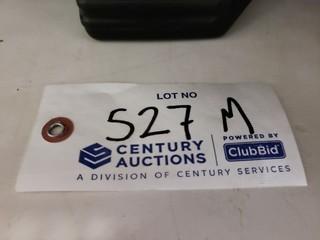 LOT NO
527 M
CENTURY AUCTIONS
POWERED BY
ClubBid
A DIVISION OF CENTURY SERVICES